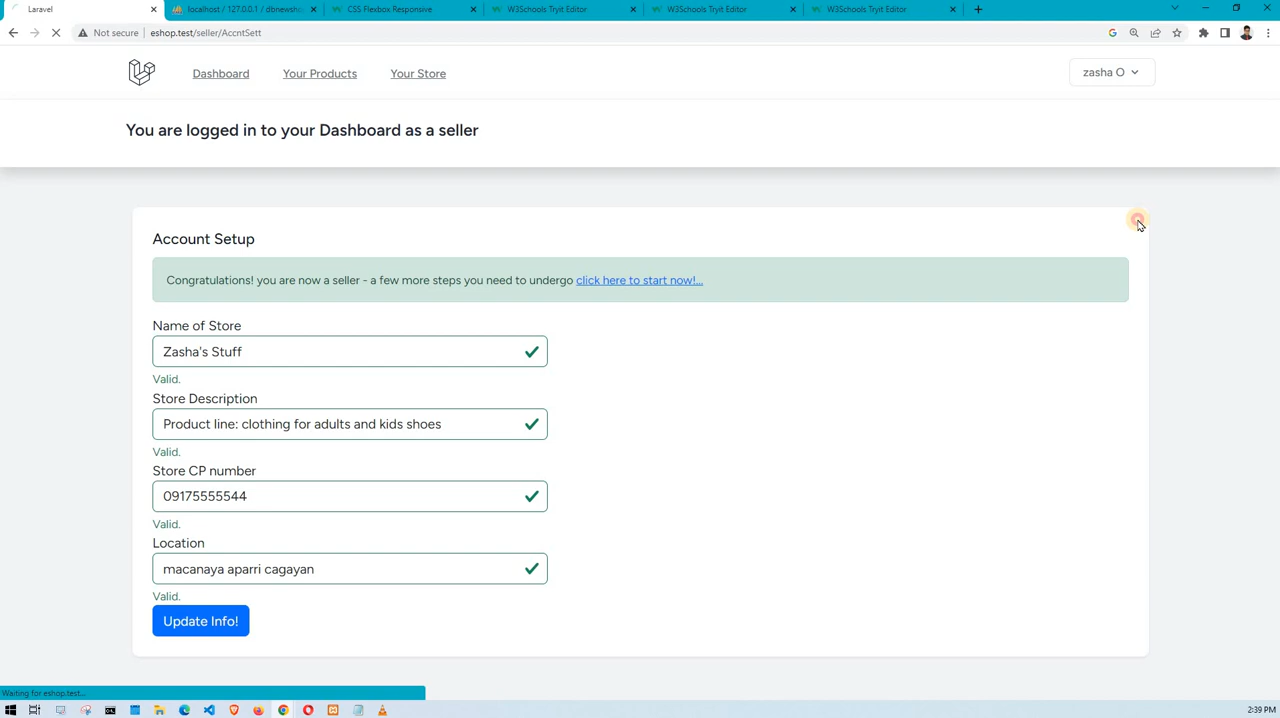 Laravel
localhost / 127.0.0.1 / dbnewsho
CSS Flexbox Responsive
W3Schools Tryit Editor
W3Schools Tryit Editor
W3Schools Tryit Editor
Not secure
eshop.test/seller/AccntSett
Dashboard
Your Products
Your Store
zasha O
You are logged in to your Dashboard as a seller
Account Setup
Congratulations! you are now a seller - a few more steps you need to undergo click here to start now!...
Name of Store
Zasha's Stuff
Valid.
Store Description
Product line: clothing for adults and kids shoes
Valid.
Store CP number
09175555544
Valid.
Location
macanaya aparri cagayan
Valid.
Update Info!
Waiting for eshop.test...
2:39 PM